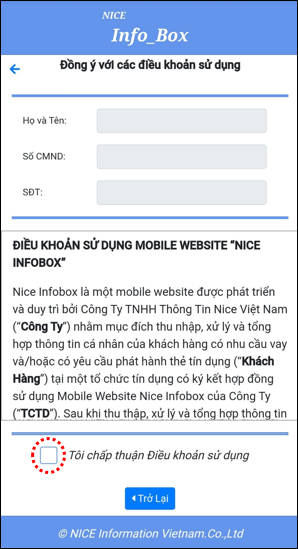 NICE
Info_Box
Đồng ý với các điều khoản sử dụng
Họ và Tên:
Số CMND:
SĐT:
ĐIỀU KHOẢN SỬ DỤNG MOBILE WEBSITE “NICE
INFOBOX”
Nice Infobox là một mobile website được phát triển
và duy trì bởi Công Ty TNHH Thông Tin Nice Việt Nam
(“Công Ty”) nhằm mục đích thu nhập, xử lý và tổng
hợp thông tin cá nhân của khách hàng có nhu cầu vay
và/hoặc có yêu cầu phát hành thẻ tín dụng (“Khách
Hàng”) tại một tổ chức tín dụng có ký kết hợp đồng
sử dụng Mobile Website Nice Infobox của Công Ty
(“TCTD”). Sau khi thu thập, xử lý và tổng hợp thông tin
Tôi chấp thuận Điều khoản sử dụng
Trở Lại
© NICE Information Vietnam.Co.,Ltd